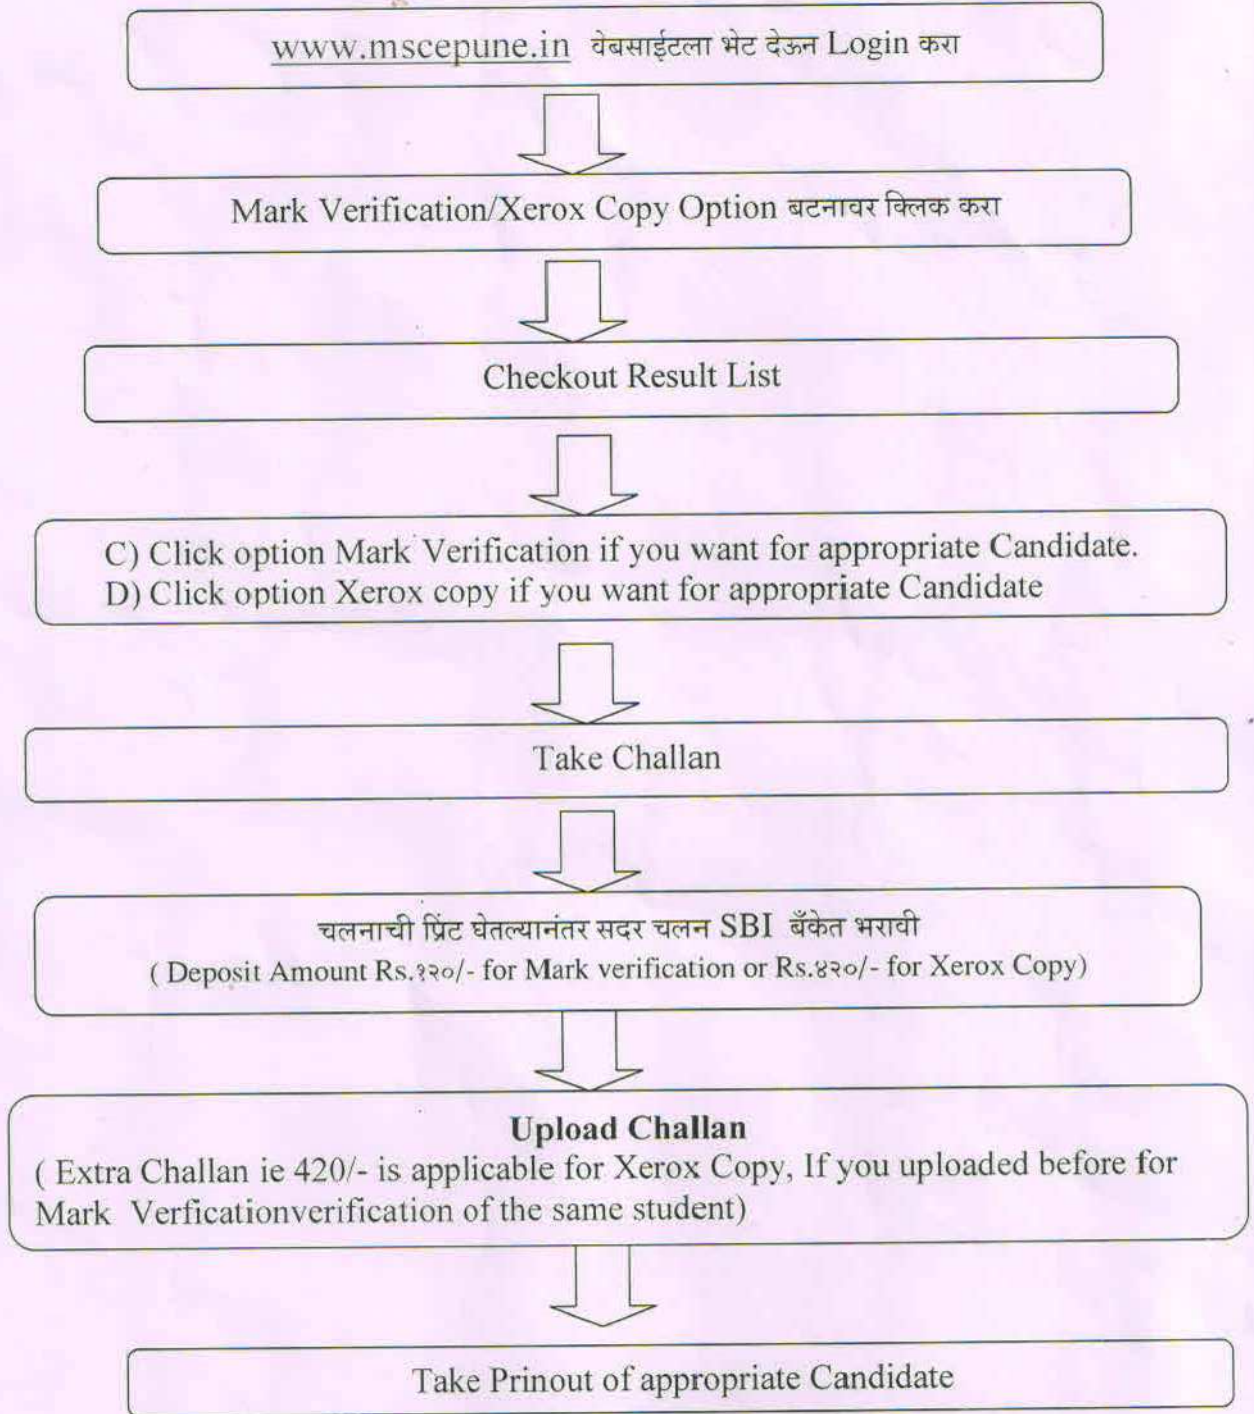 www.mscepune.in वेबसाईटला भेट देऊन Login करा
Mark Verification/Xerox Copy Option बटनावर क्लिक करा
Checkout Result List
C) Click option Mark Verification if you want for appropriate Candidate.
D) Click option Xerox copy if you want for appropriate Candidate
Take Challan
चलनाची प्रिंट घेतल्यानंतर सदर चलन SBI बँकेत भरावी
( Deposit Amount Rs.१२०/- for Mark verification or Rs.४२०/- for Xerox Copy)
Upload Challan
( Extra Challan ie 420/- is applicable for Xerox Copy, If you uploaded before for
Mark Verficationverification of the same student)
Take Prinout of appropriate Candidate